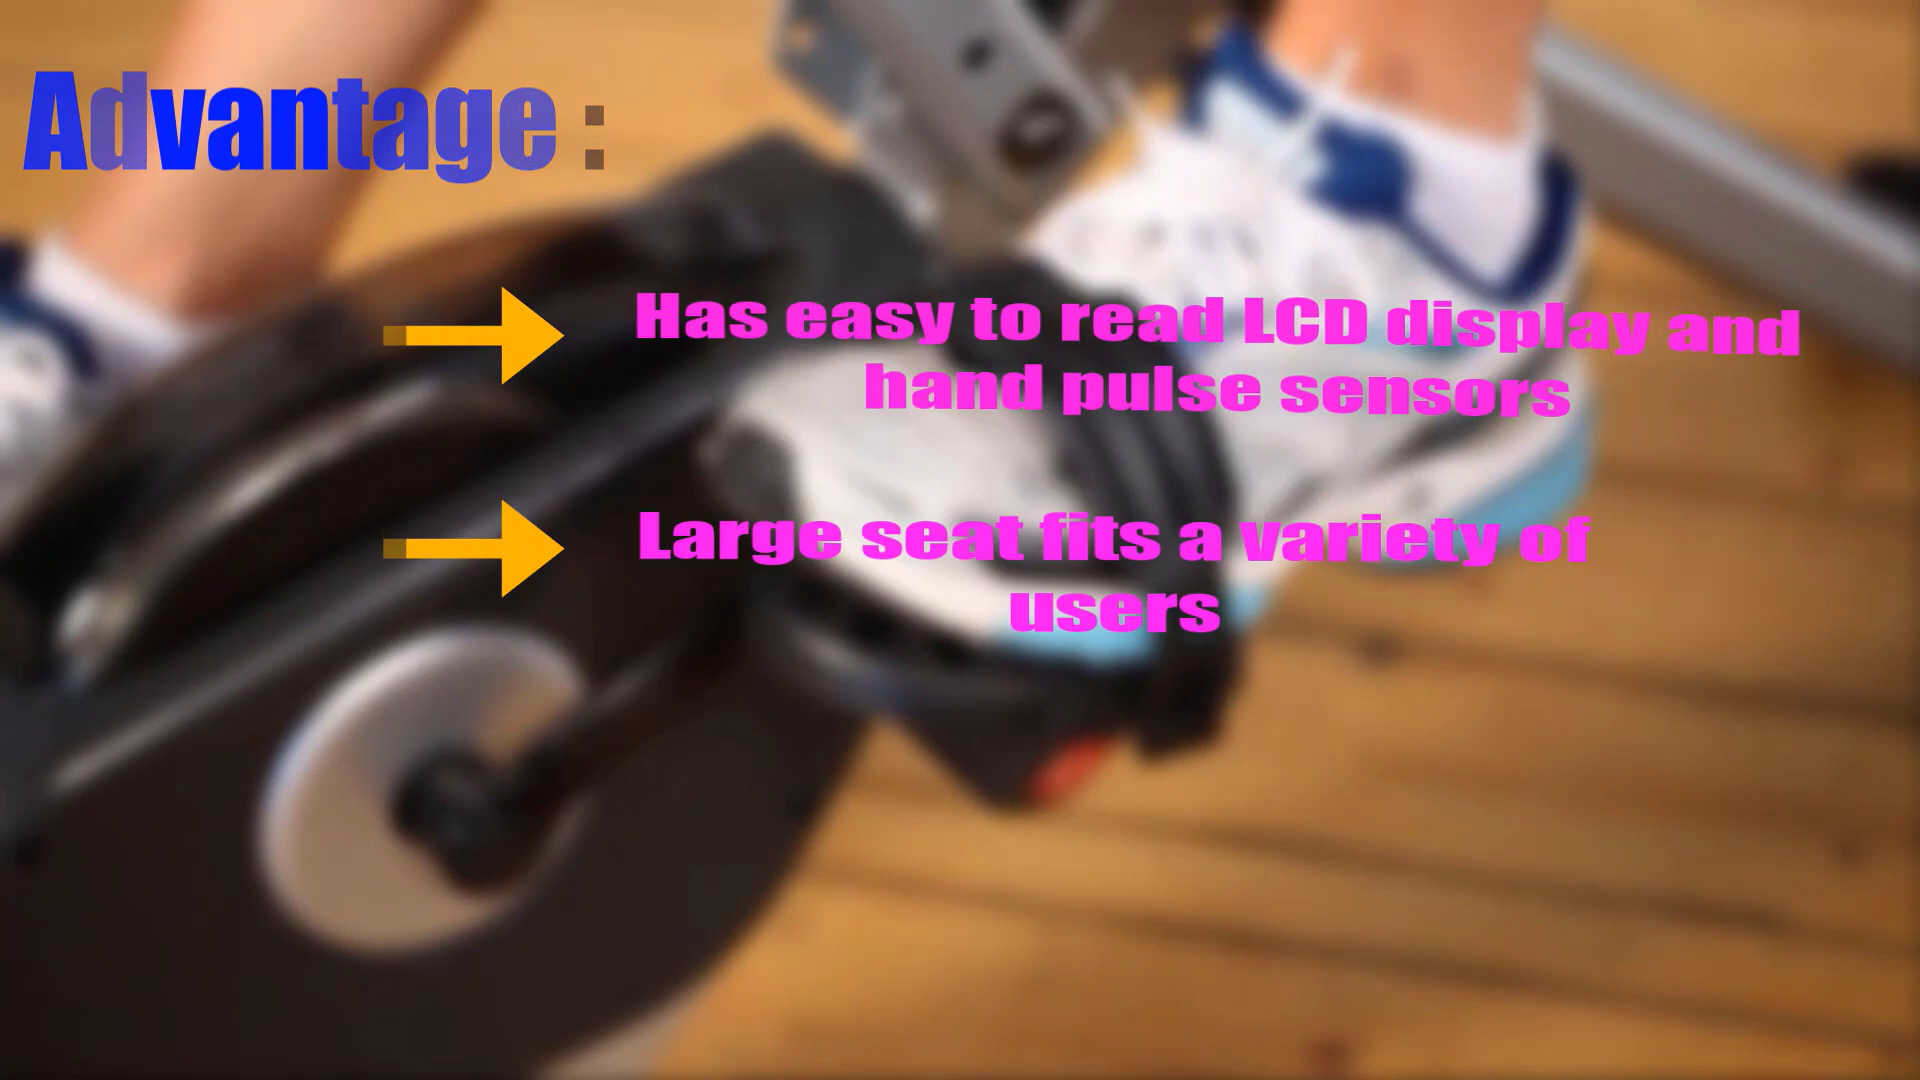 Advantage :
Has easy to read LCD display and
hand pulse sensors
Large seat fits a variety of
users